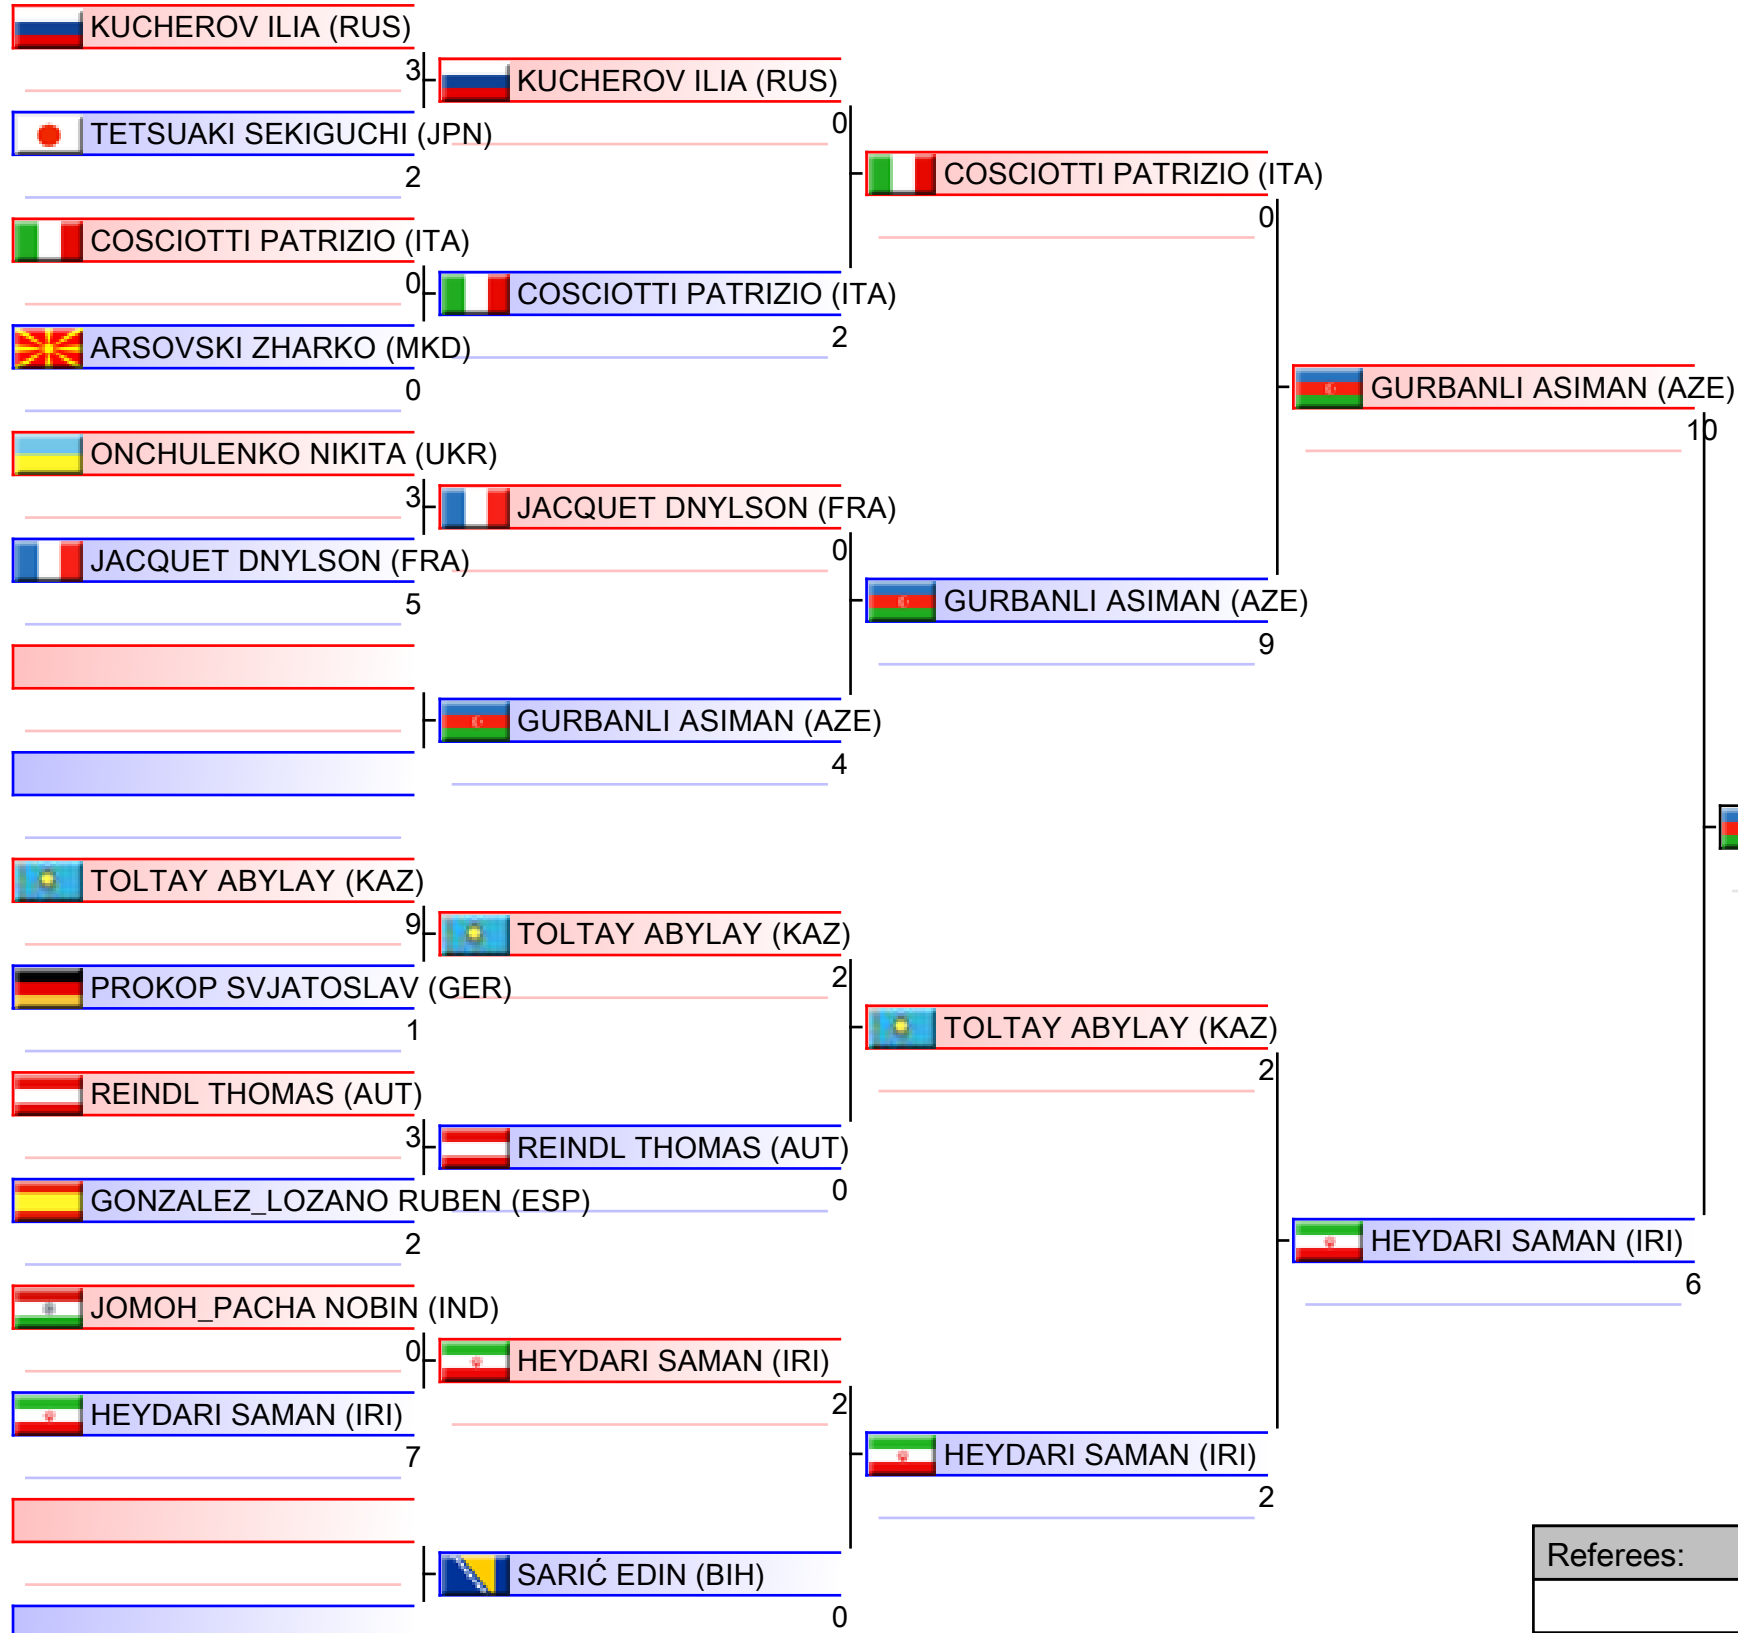 KUCHEROV ILIA (RUS)
3
TETSUAKI SEKIGUCHI (JPN)
2
COSCIOTTI PATRIZIO (ITA)
0
ARSOVSKI ZHARKO (MKD)
0
ONCHULENKO NIKITA (UKR)
3
JACQUET DNYLSON (FRA)
5
TOLTAY ABYLAY (KAZ)
9
PROKOP SVJATOSLAV (GER)
1
REINDL THOMAS (AUT)
3
GONZALEZ_LOZANO RUBEN (ESP)
2
JOMOH_PACHA NOBIN (IND)
0
HEYDARI SAMAN (IRI)
7
KUCHEROV ILIA (RUS)
0
COSCIOTTI PATRIZIO (ITA)
2
JACQUET DNYLSON (FRA)
0
GURBANLI ASIMAN (AZE)
4
TOLTAY ABYLAY (KAZ)
2
REINDL THOMAS (AUT)
0
HEYDARI SAMAN (IRI)
2
SARIĆ EDIN (BIH)
0
COSCIOTTI PATRIZIO (ITA)
0
GURBANLI ASIMAN (AZE)
9
TOLTAY ABYLAY (KAZ)
2
HEYDARI SAMAN (IRI)
2
GURBANLI ASIMAN (AZE)
10
HEYDARI SAMAN (IRI)
6
Referees: